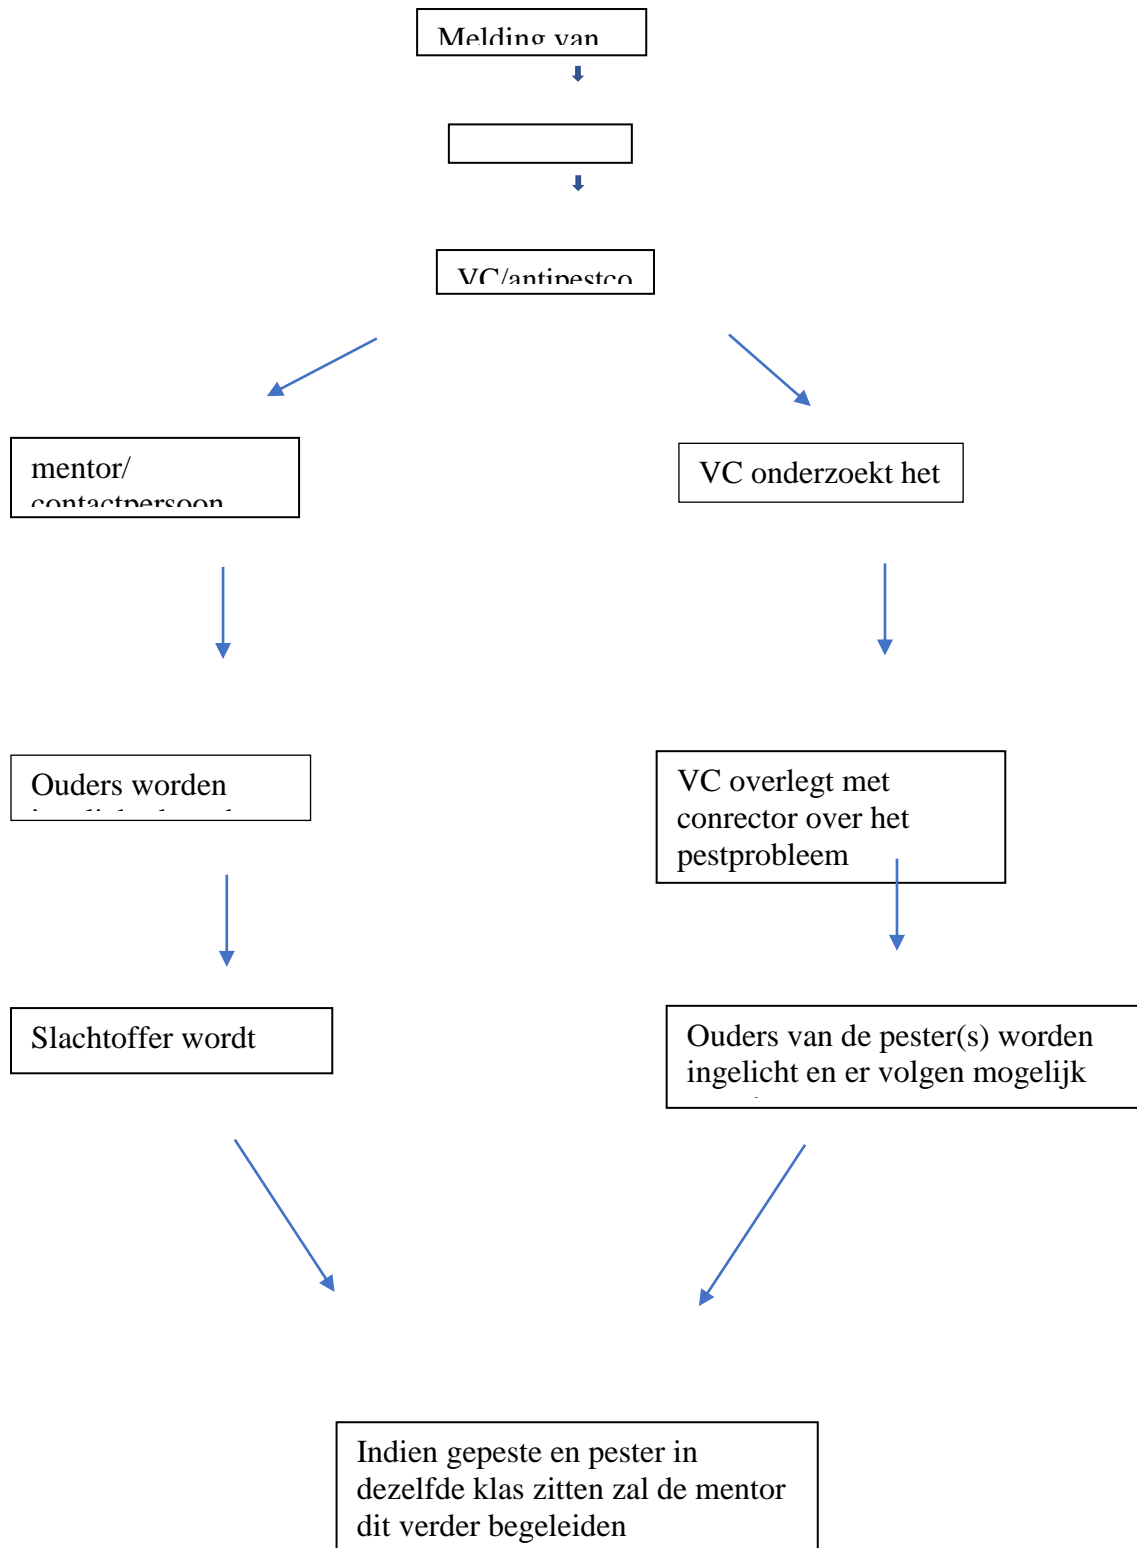 Melding van
VC/antipestco
mentor/
contactpersoon
VC onderzoekt het
Ouders worden
VC overlegt met
conrector over het
pestprobleem
Slachtoffer wordt
Ouders van de pester(s) worden
ingelicht en er volgen mogelijk
Indien gepeste en pester in
dezelfde klas zitten zal de mentor
dit verder begeleiden